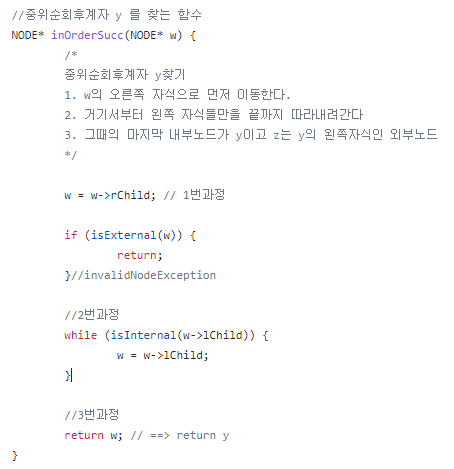 //중위순회후계자 y 를 찾는 함수
NODE* inOrderSucc(NODE* w) {
/*
중위순회후계자 y찾기
1. w의 오른쪽 자식으로 먼저 이동한다.
2. 거기서부터 왼쪽 자식들만을 끝까지 따라내려간다
3. 그때의 마지막 내부노드가 y이고 z는 y의 왼쪽자식인 외부노드
*/
w = w->rChild; // 1번과정
if (isExternal(w)) {
return;
}//invalidNodeException
//2번과정
while (isInternal(w->lChild)) {
w = w->lChild;
}
//3번과정
return w; // ==> return y
}